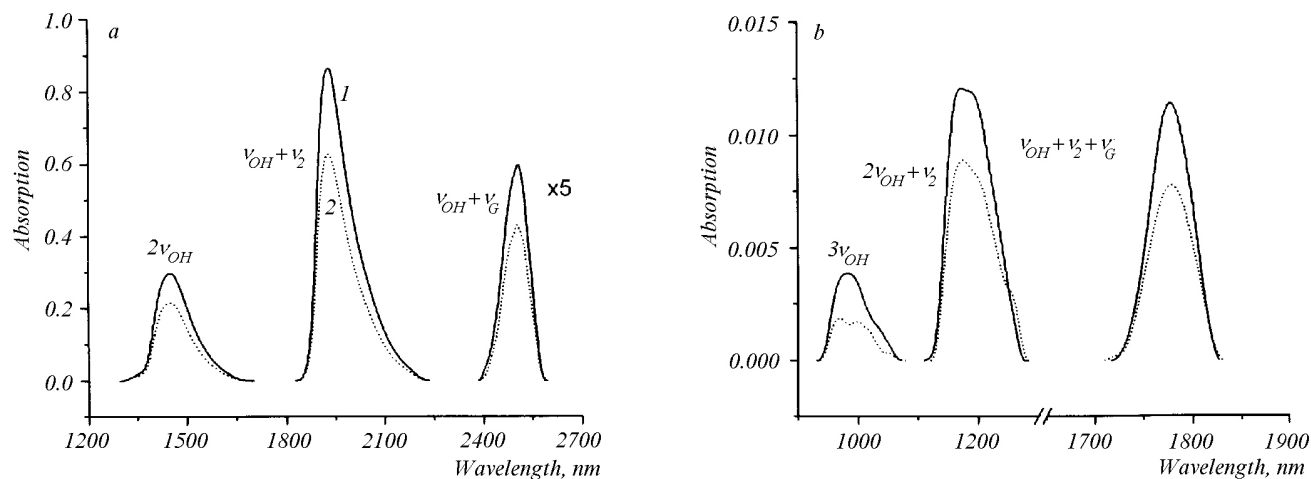 a
1.0
0.8
0.6
0.4
0.2
0.0
Absorption
1
2
ν_OH+ν_2
2ν_OH
ν_OH+ν_G
x5
1200 1500 1800 2100 2400 2700
Wavelength, nm
b
0.015
0.010
0.005
0.000
Absorption
3ν_OH
2ν_OH+ν_2
ν_OH+ν_2+ν_G
1000 1200 1700 1800 1900
Wavelength, nm